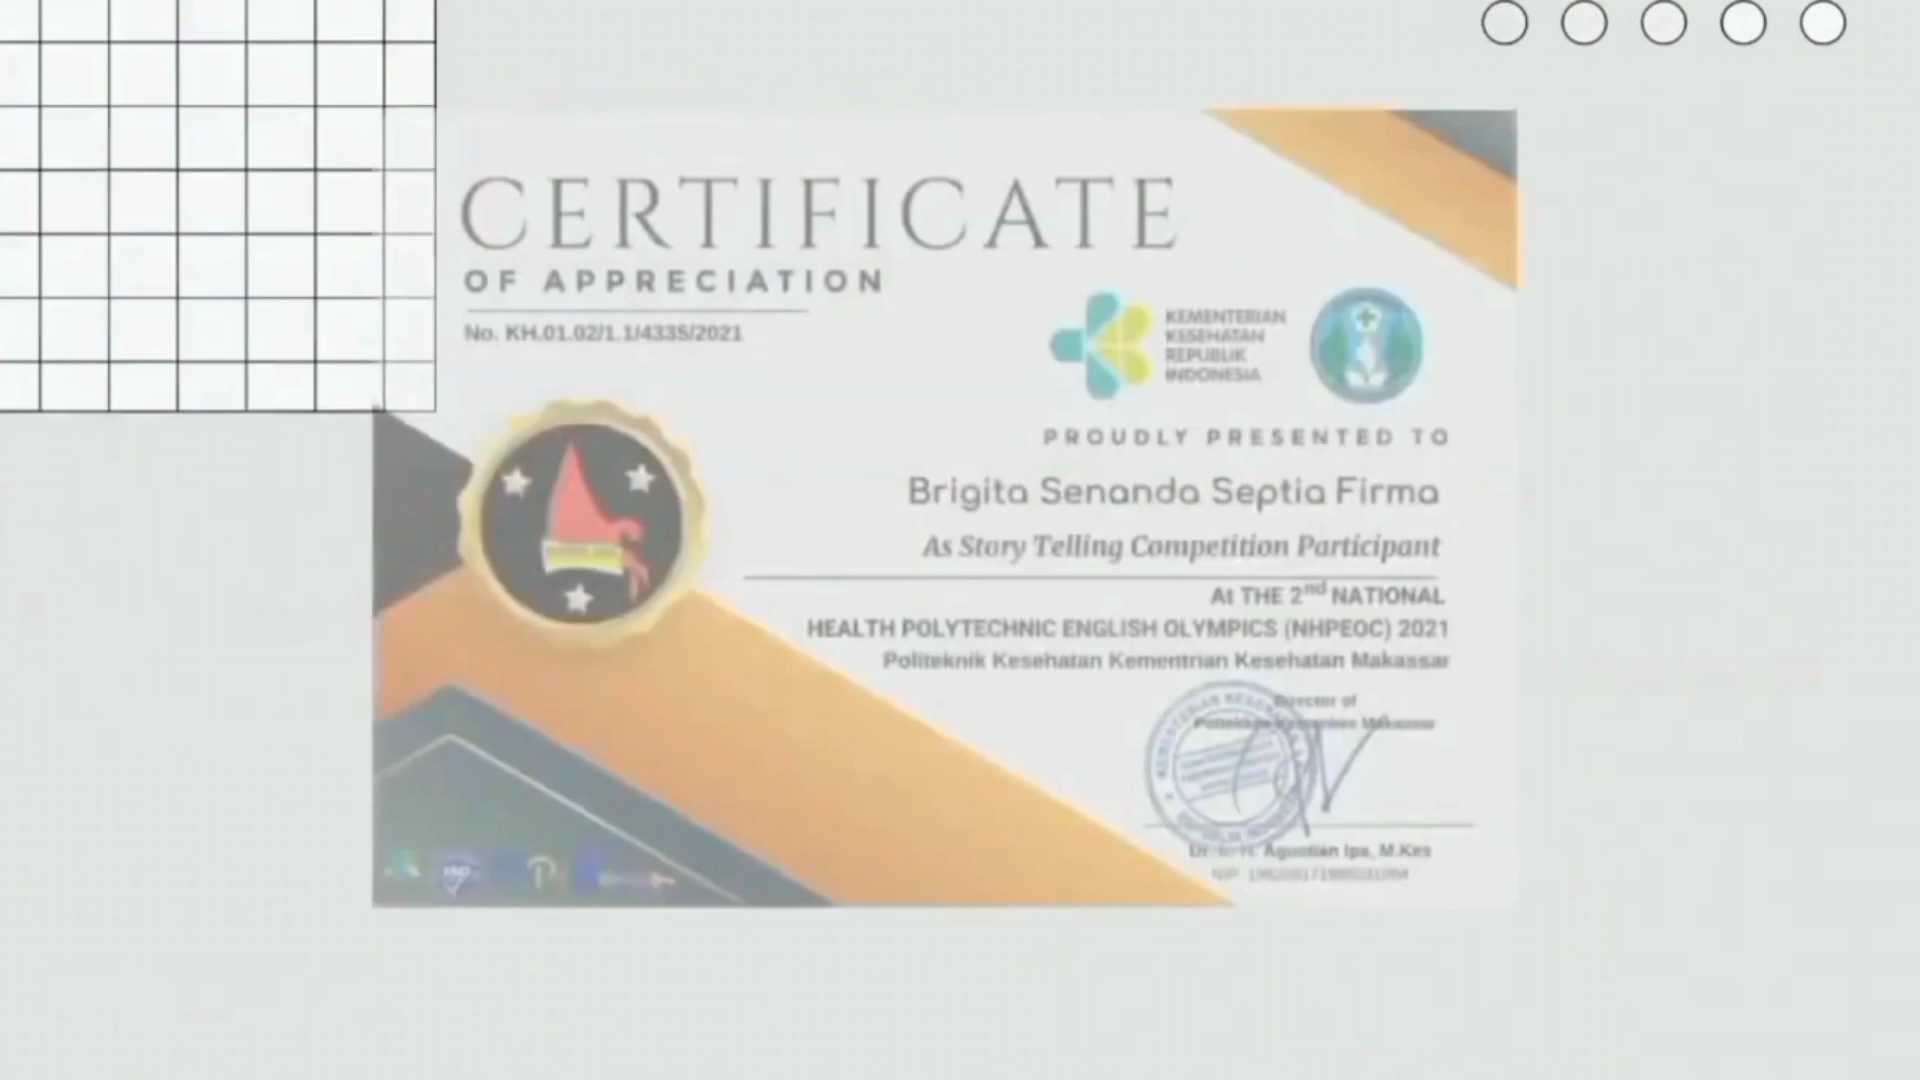 CERTIFICATE
OF APPRECIATION
No. KH.01.02/1.1/4335/2021
KEMENTERIAN
KESEHATAN
REPUBLIK
INDONESIA
PROUDLY PRESENTED TO
Brigita Senanda Septia Firma
As Story Telling Competition Participant
At THE 2nd NATIONAL
HEALTH POLYTECHNIC ENGLISH OLYMPICS (NHPEOC) 2021
Politeknik Kesehatan Kementrian Kesehatan Makassar
Director of
Makassar
Agustian Ipa, M.Kes
NIP